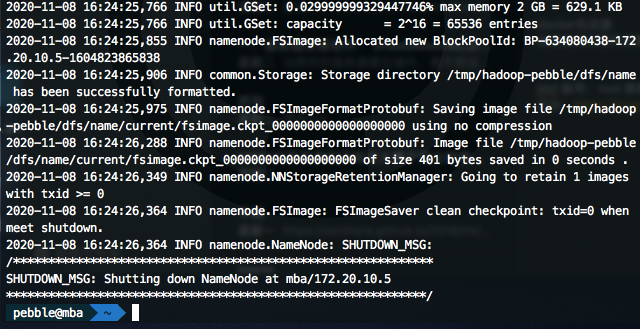 2020-11-08 16:24:25,766 INFO util.GSet: 0.029999999329447746% max memory 2 GB = 629.1 KB
2020-11-08 16:24:25,766 INFO util.GSet: capacity      = 2^16 = 65536 entries
2020-11-08 16:24:25,855 INFO namenode.FSImage: Allocated new BlockPoolId: BP-634080438-172
.20.10.5-1604823865838
2020-11-08 16:24:25,906 INFO common.Storage: Storage directory /tmp/hadoop-pebble/dfs/name
 has been successfully formatted.
2020-11-08 16:24:25,975 INFO namenode.FSImageFormatProtobuf: Saving image file /tmp/hadoop
-pebble/dfs/name/current/fsimage.ckpt_0000000000000000000 using no compression
2020-11-08 16:24:26,288 INFO namenode.FSImageFormatProtobuf: Image file /tmp/hadoop-pebble
/dfs/name/current/fsimage.ckpt_0000000000000000000 of size 401 bytes saved in 0 seconds .
2020-11-08 16:24:26,349 INFO namenode.NNStorageRetentionManager: Going to retain 1 images
with txid >= 0
2020-11-08 16:24:26,364 INFO namenode.FSImage: FSImageSaver clean checkpoint: txid=0 when
meet shutdown.
2020-11-08 16:24:26,364 INFO namenode.NameNode: SHUTDOWN_MSG:
/************************************************************
SHUTDOWN_MSG: Shutting down NameNode at mba/172.20.10.5
************************************************************/
pebble@mba ~